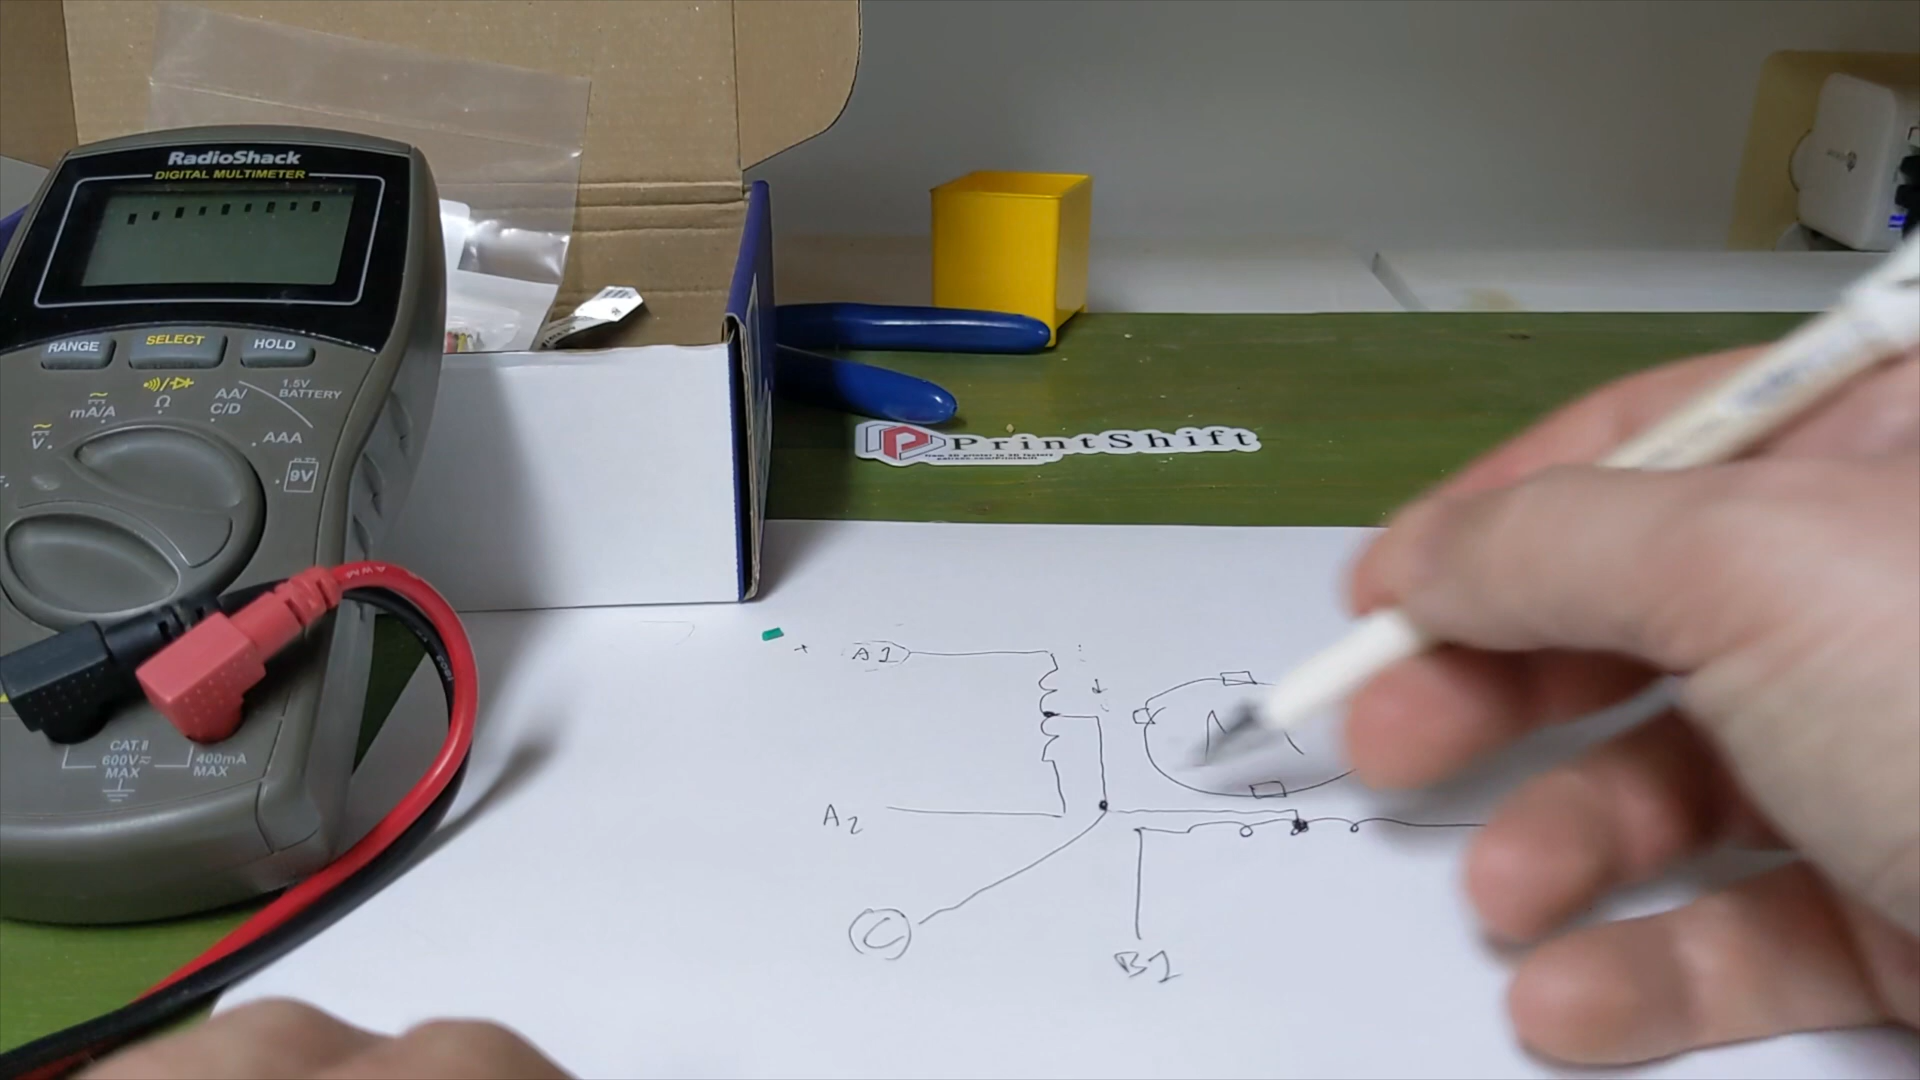 RadioShack
DIGITAL MULTIMETER
RANGE
SELECT
HOLD
1.5V
BATTERY
AA/
C/D
mA/A
Ω
V
AAA
9V
CAT.II
600V
MAX
400mA
MAX
PrintShift
A1
M
A2
C
B1